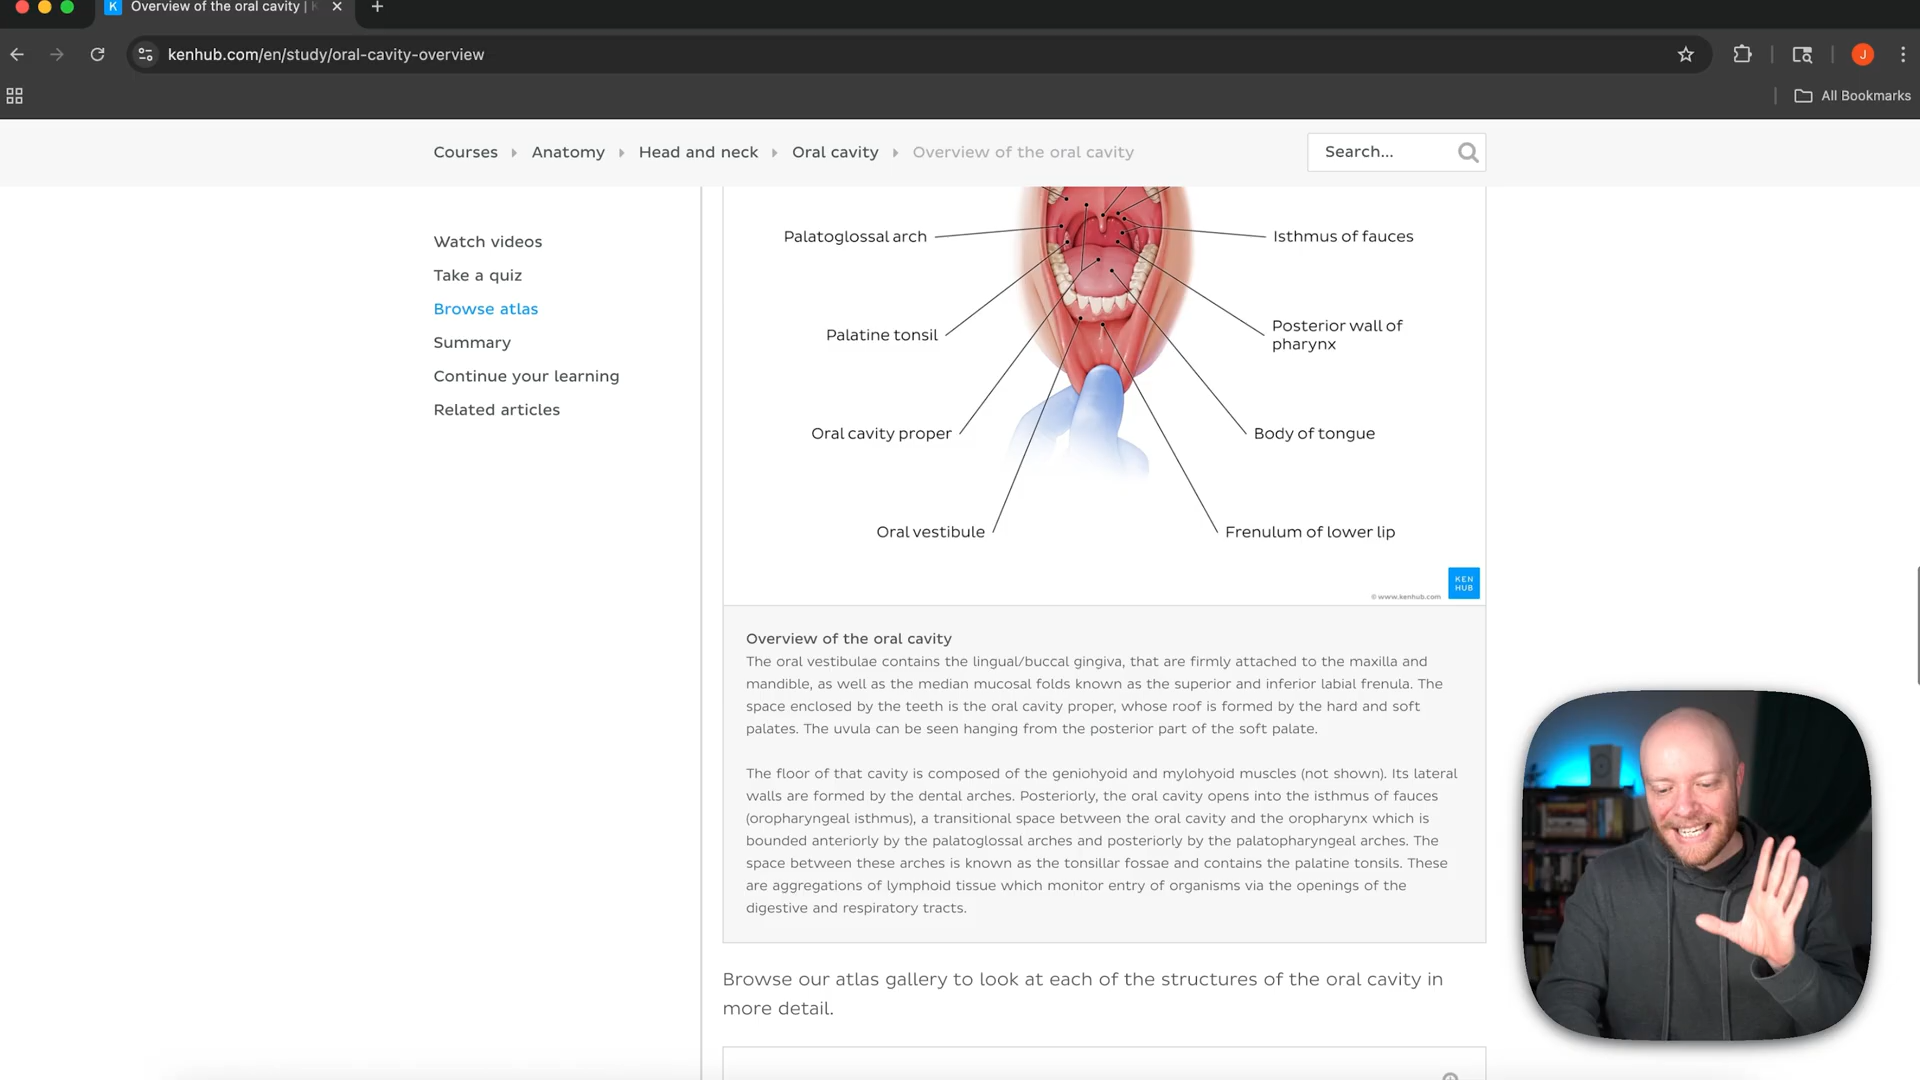 K Overview of the oral cavity |
kenhub.com/en/study/oral-cavity-overview
J
All Bookmarks
Courses Anatomy Head and neck Oral cavity Overview of the oral cavity
Search...
Watch videos
Take a quiz
Browse atlas
Summary
Continue your learning
Related articles
Palatoglossal arch
Isthmus of fauces
Palatine tonsil
Posterior wall of
pharynx
Oral cavity proper
Body of tongue
Oral vestibule
Frenulum of lower lip
KEN
HUB
© www.kenhub.com
Overview of the oral cavity
The oral vestibulae contains the lingual/buccal gingiva, that are firmly attached to the maxilla and
mandible, as well as the median mucosal folds known as the superior and inferior labial frenula. The
space enclosed by the teeth is the oral cavity proper, whose roof is formed by the hard and soft
palates. The uvula can be seen hanging from the posterior part of the soft palate.
The floor of that cavity is composed of the geniohyoid and mylohyoid muscles (not shown). Its lateral
walls are formed by the dental arches. Posteriorly, the oral cavity opens into the isthmus of fauces
(oropharyngeal isthmus), a transitional space between the oral cavity and the oropharynx which is
bounded anteriorly by the palatoglossal arches and posteriorly by the palatopharyngeal arches. The
space between these arches is known as the tonsillar fossae and contains the palatine tonsils. These
are aggregations of lymphoid tissue which monitor entry of organisms via the openings of the
digestive and respiratory tracts.
Browse our atlas gallery to look at each of the structures of the oral cavity in
more detail.